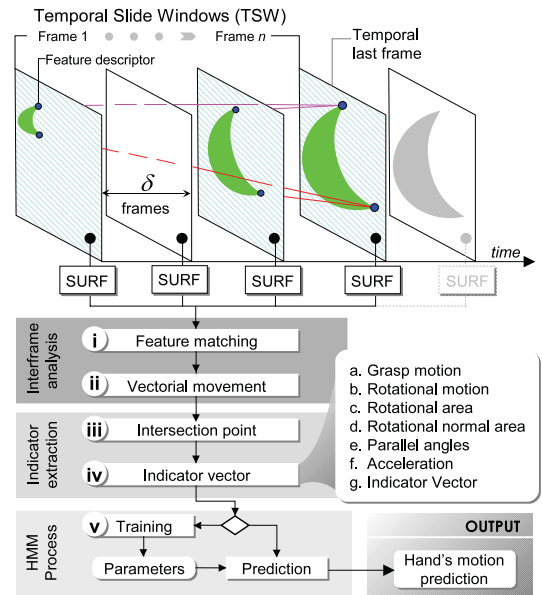 Temporal Slide Windows (TSW)
Frame 1
Frame n
Temporal
last frame
Feature descriptor
δ
frames
time
SURF
SURF
SURF
SURF
SURF
Interframe
analysis
i
Feature matching
ii
Vectorial movement
Indicator
extraction
iii
Intersection point
iv
Indicator vector
a. Grasp motion
b. Rotational motion
c. Rotational area
d. Rotational normal area
e. Parallel angles
f. Acceleration
g. Indicator Vector
HMM
Process
v
Training
Parameters
Prediction
OUTPUT
Hand's motion
prediction